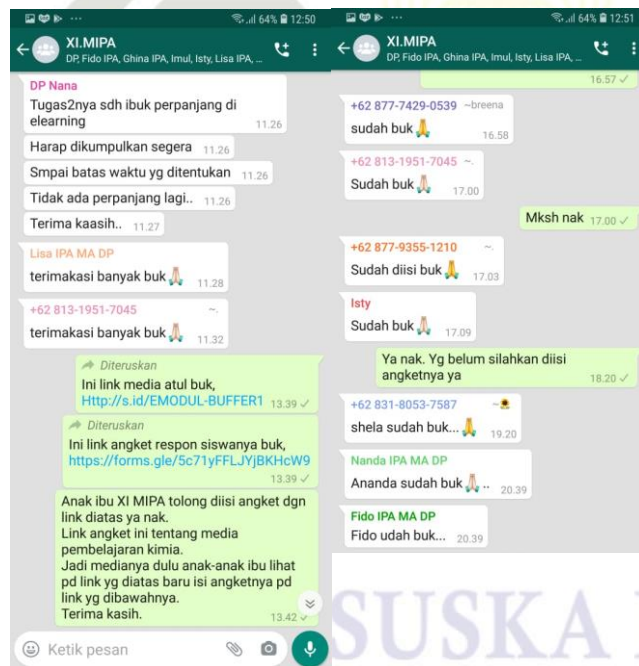 64% 12:50
XI.MIPA
DP, Fido IPA, Ghina IPA, Imul, Isty, Lisa IPA, ...
DP Nana
Tugas2nya sdh ibuk perpanjang di
elearning 11.26
Harap dikumpulkan segera 11.26
Smpai batas waktu yg ditentukan 11.26
Tidak ada perpanjang lagi.. 11.26
Terima kaasih.. 11.27
Lisa IPA MA DP
terimakasi banyak buk🙏 11.28
+62 813-1951-7045 ~.
terimakasi banyak buk🙏 11.32
Diteruskan
Ini link media atul buk,
Http://s.id/EMODUL-BUFFER1 13.39
Diteruskan
Ini link angket respon siswanya buk,
https://forms.gle/5c71yFFLJYjBKHcW9
13.39
Anak ibu XI MIPA tolong diisi angket dgn
link diatas ya nak.
Link angket ini tentang media
pembelajaran kimia.
Jadi medianya dulu anak-anak ibu lihat
pd link yg diatas baru isi angketnya pd
link yg dibawahnya.
Terima kasih. 13.42
Ketik pesan
64% 12:51
XI.MIPA
DP, Fido IPA, Ghina IPA, Imul, Isty, Lisa IPA, ...
16.57
+62 877-7429-0539 ~breena
sudah buk🙏 16.58
+62 813-1951-7045 ~.
Sudah buk🙏 17.00
Mksh nak 17.00
+62 877-9355-1210 ~.
Sudah diisi buk🙏 17.03
Isty
Sudah buk🙏 17.09
Ya nak. Yg belum silahkan diisi
angketnya ya 18.20
+62 831-8053-7587 ~🌻
shela sudah buk...🙏 19.20
Nanda IPA MA DP
Ananda sudah buk🙏.. 20.39
Fido IPA MA DP
Fido udah buk... 20.39
SUSKA